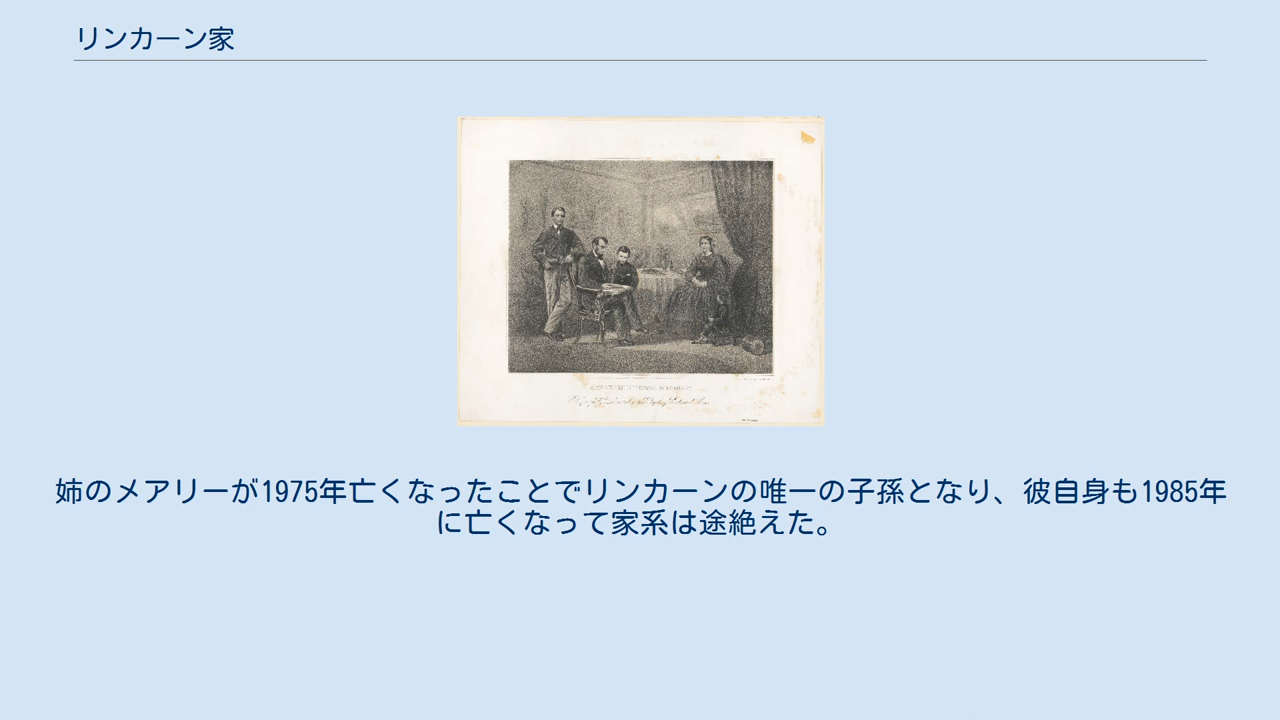 リンカーン家
姉のメアリーが1975年亡くなったことでリンカーンの唯一の子孫となり、彼自身も1985年
に亡くなって家系は途絶えた。